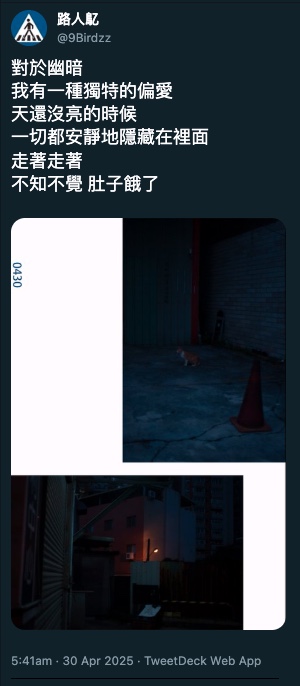 路人鳦
@9Birdzz
對於幽暗
我有一種獨特的偏愛
天還沒亮的時候
一切都安靜地隱藏在裡面
走著走著
不知不覺 肚子餓了
0430
5:41am · 30 Apr 2025 · TweetDeck Web App